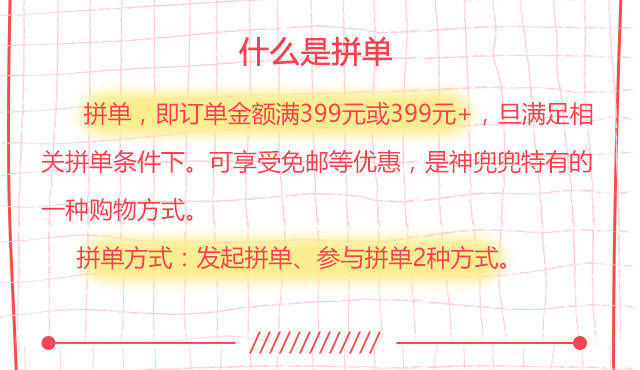 什么是拼单
拼单，即订单金额满399元或399元+，旦满足相
关拼单条件下。可享受免邮等优惠，是神兜兜特有的
一种购物方式。
拼单方式：发起拼单、参与拼单2种方式。